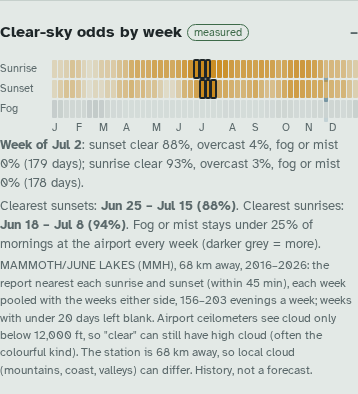 Clear-sky odds by week measured –
Sunrise
Sunset
Fog
J F M A M J J A S O N D
Week of Jul 2: sunset clear 88%, overcast 4%, fog or mist
0% (179 days); sunrise clear 93%, overcast 3%, fog or mist
0% (178 days).
Clearest sunsets: Jun 25 – Jul 15 (88%). Clearest sunrises:
Jun 18 – Jul 8 (94%). Fog or mist stays under 25% of
mornings at the airport every week (darker grey = more).
MAMMOTH/JUNE LAKES (MMH), 68 km away, 2016–2026: the
report nearest each sunrise and sunset (within 45 min), each week
pooled with the weeks either side, 156–203 evenings a week; weeks
with under 20 days left blank. Airport ceilometers see cloud only
below 12,000 ft, so "clear" can still have high cloud (often the
colourful kind). The station is 68 km away, so local cloud
(mountains, coast, valleys) can differ. History, not a forecast.